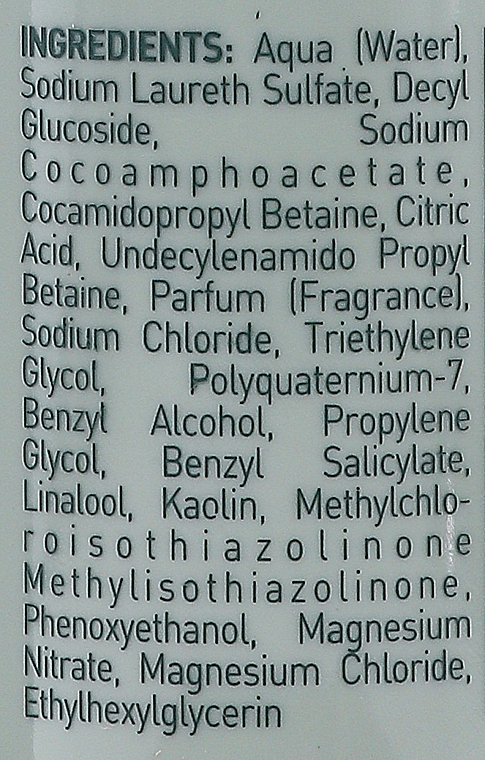 INGREDIENTS: Aqua (Water),
Sodium Laureth Sulfate, Decyl
Glucoside, Sodium
Cocoamphoacetate,
Cocamidopropyl Betaine, Citric
Acid, Undecylenamido Propyl
Betaine, Parfum (Fragrance),
Sodium Chloride, Triethylene
Glycol, Polyquaternium-7,
Benzyl Alcohol, Propylene
Glycol, Benzyl Salicylate,
Linalool, Kaolin, Methylchlo-
roisothiazolinone
Methylisothiazolinone,
Phenoxyethanol, Magnesium
Nitrate, Magnesium Chloride,
Ethylhexylglycerin